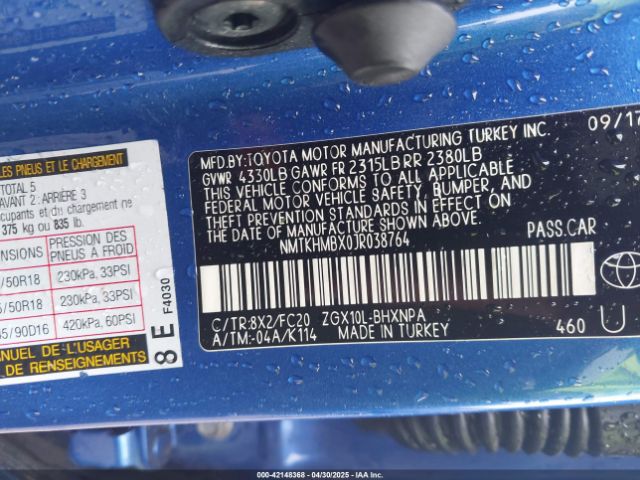 LES PNEUS ET LE CHARGEMENT
TOTAL 5
AVANT 2 : ARRIÈRE 3
cupants et du chargement ne
375 kg ou 835 lb.
ENSIONS
PRESSION DES PNEUS A FROID
/50R18 230kPa, 33PSI
5/50R18 230kPa, 33PSI
45/90D16 420kPa, 60PSI
MANUEL DE L'USAGER
DE RENSEIGNEMENTS
8 E F4030
09/17
MFD.BY:TOYOTA MOTOR MANUFACTURING TURKEY INC.
GVWR 4330LB GAWR FR 2315LB RR 2380LB
THIS VEHICLE CONFORMS TO ALL APPLICABLE
FEDERAL MOTOR VEHICLE SAFETY, BUMPER, AND
THEFT PREVENTION STANDARDS IN EFFECT ON
THE DATE OF MANUFACTURE SHOWN ABOVE.
NMTKHMBX0JR038764 PASS.CAR
C/TR:8X2/FC20 ZGX10L-BHXNPA
A/TM:-04A/K114 MADE IN TURKEY
460 U
000-42148368 - 04/30/2025 - IAA Inc.